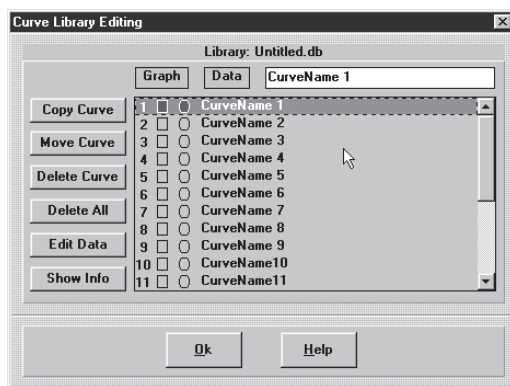 Curve Library Editing
Library: Untitled.db
Graph Data CurveName 1
Copy Curve
Move Curve
Delete Curve
Delete All
Edit Data
Show Info
1 CurveName 1
2 CurveName 2
3 CurveName 3
4 CurveName 4
5 CurveName 5
6 CurveName 6
7 CurveName 7
8 CurveName 8
9 CurveName 9
10 CurveName10
11 CurveName11
Ok Help